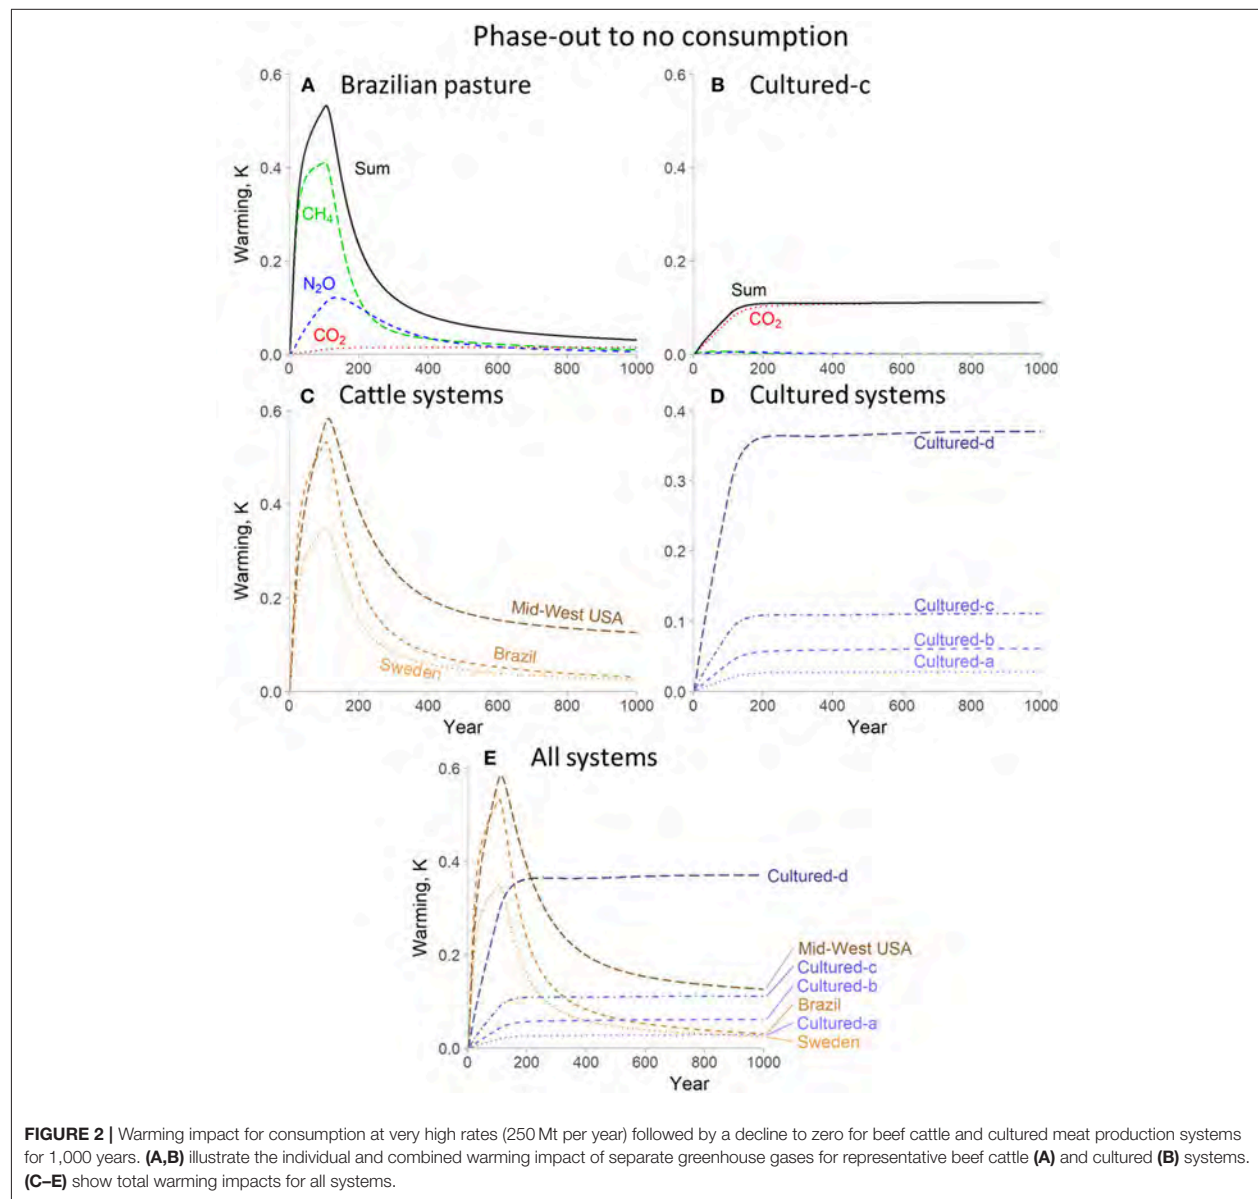 Phase-out to no consumption
A Brazilian pasture
0.6
0.4
0.2
0.0
Warming, K
Sum
CH4
N2O
CO2
0 200 400 600 800 1000
B Cultured-c
0.6
0.4
0.2
0.0
Sum
CO2
0 200 400 600 800 1000
C Cattle systems
0.6
0.4
0.2
0.0
Warming, K
Mid-West USA
Brazil
Sweden
0 200 400 600 800 1000
Year
D Cultured systems
0.4
0.3
0.2
0.1
0.0
Cultured-d
Cultured-c
Cultured-b
Cultured-a
0 200 400 600 800 1000
Year
E All systems
0.6
0.4
0.2
0.0
Warming, K
Cultured-d
Mid-West USA
Cultured-c
Cultured-b
Brazil
Cultured-a
Sweden
0 200 400 600 800 1000
Year
FIGURE 2 | Warming impact for consumption at very high rates (250 Mt per year) followed by a decline to zero for beef cattle and cultured meat production systems
for 1,000 years. (A,B) illustrate the individual and combined warming impact of separate greenhouse gases for representative beef cattle (A) and cultured (B) systems.
(C–E) show total warming impacts for all systems.